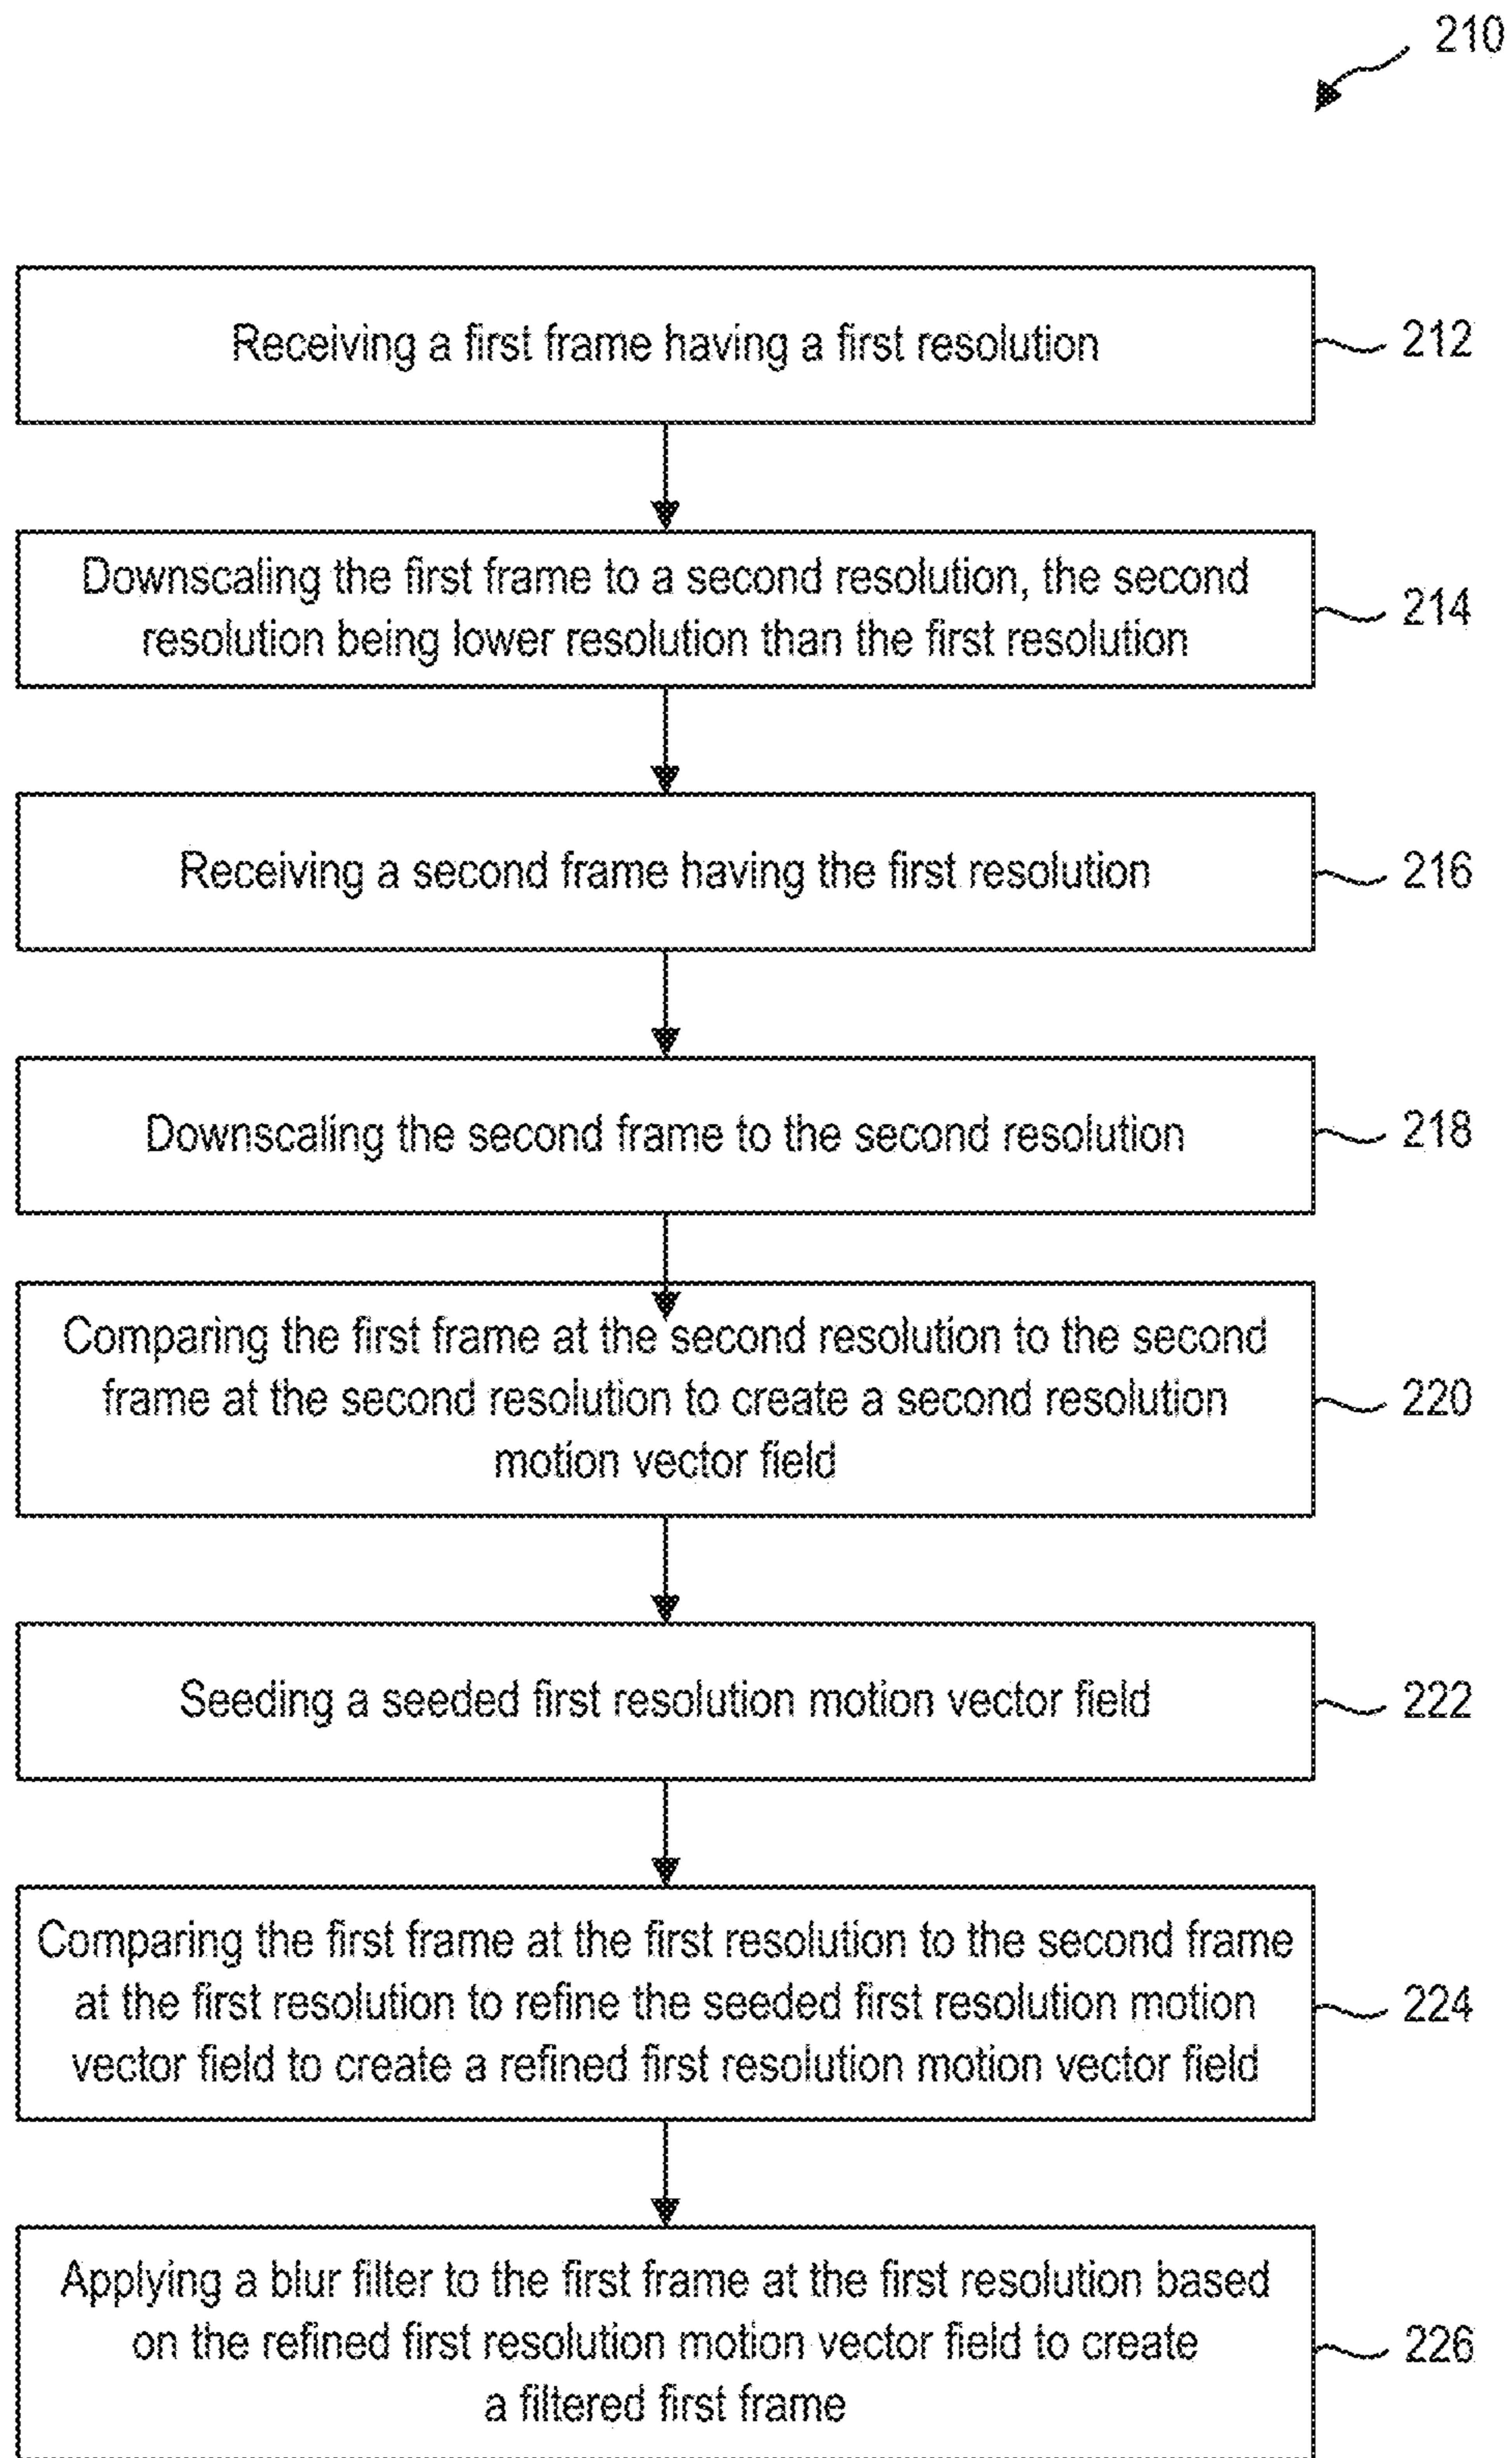 210
Receiving a first frame having a first resolution
212
Downscaling the first frame to a second resolution, the second
resolution being lower resolution than the first resolution
214
Receiving a second frame having the first resolution
216
Downscaling the second frame to the second resolution
218
Comparing the first frame at the second resolution to the second
frame at the second resolution to create a second resolution
motion vector field
220
Seeding a seeded first resolution motion vector field
222
Comparing the first frame at the first resolution to the second frame
at the first resolution to refine the seeded first resolution motion
vector field to create a refined first resolution motion vector field
224
Applying a blur filter to the first frame at the first resolution based
on the refined first resolution motion vector field to create
a filtered first frame
226